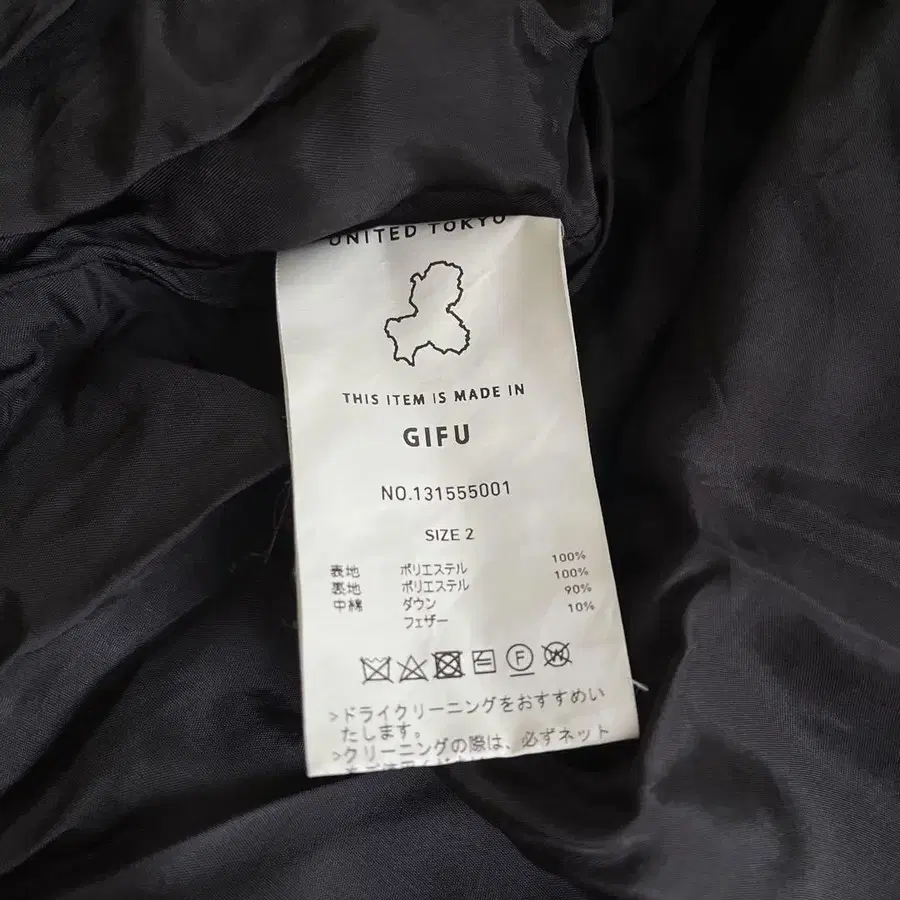 UNITED TOKYO
THIS ITEM IS MADE IN
GIFU
NO.131555001
SIZE 2
表地 ポリエステル 100%
裏地 ポリエステル 100%
中綿 ダウン 90%
フェザー 10%
F W
>ドライクリーニングをおすすめい
たします。
>クリーニングの際は、必ずネット